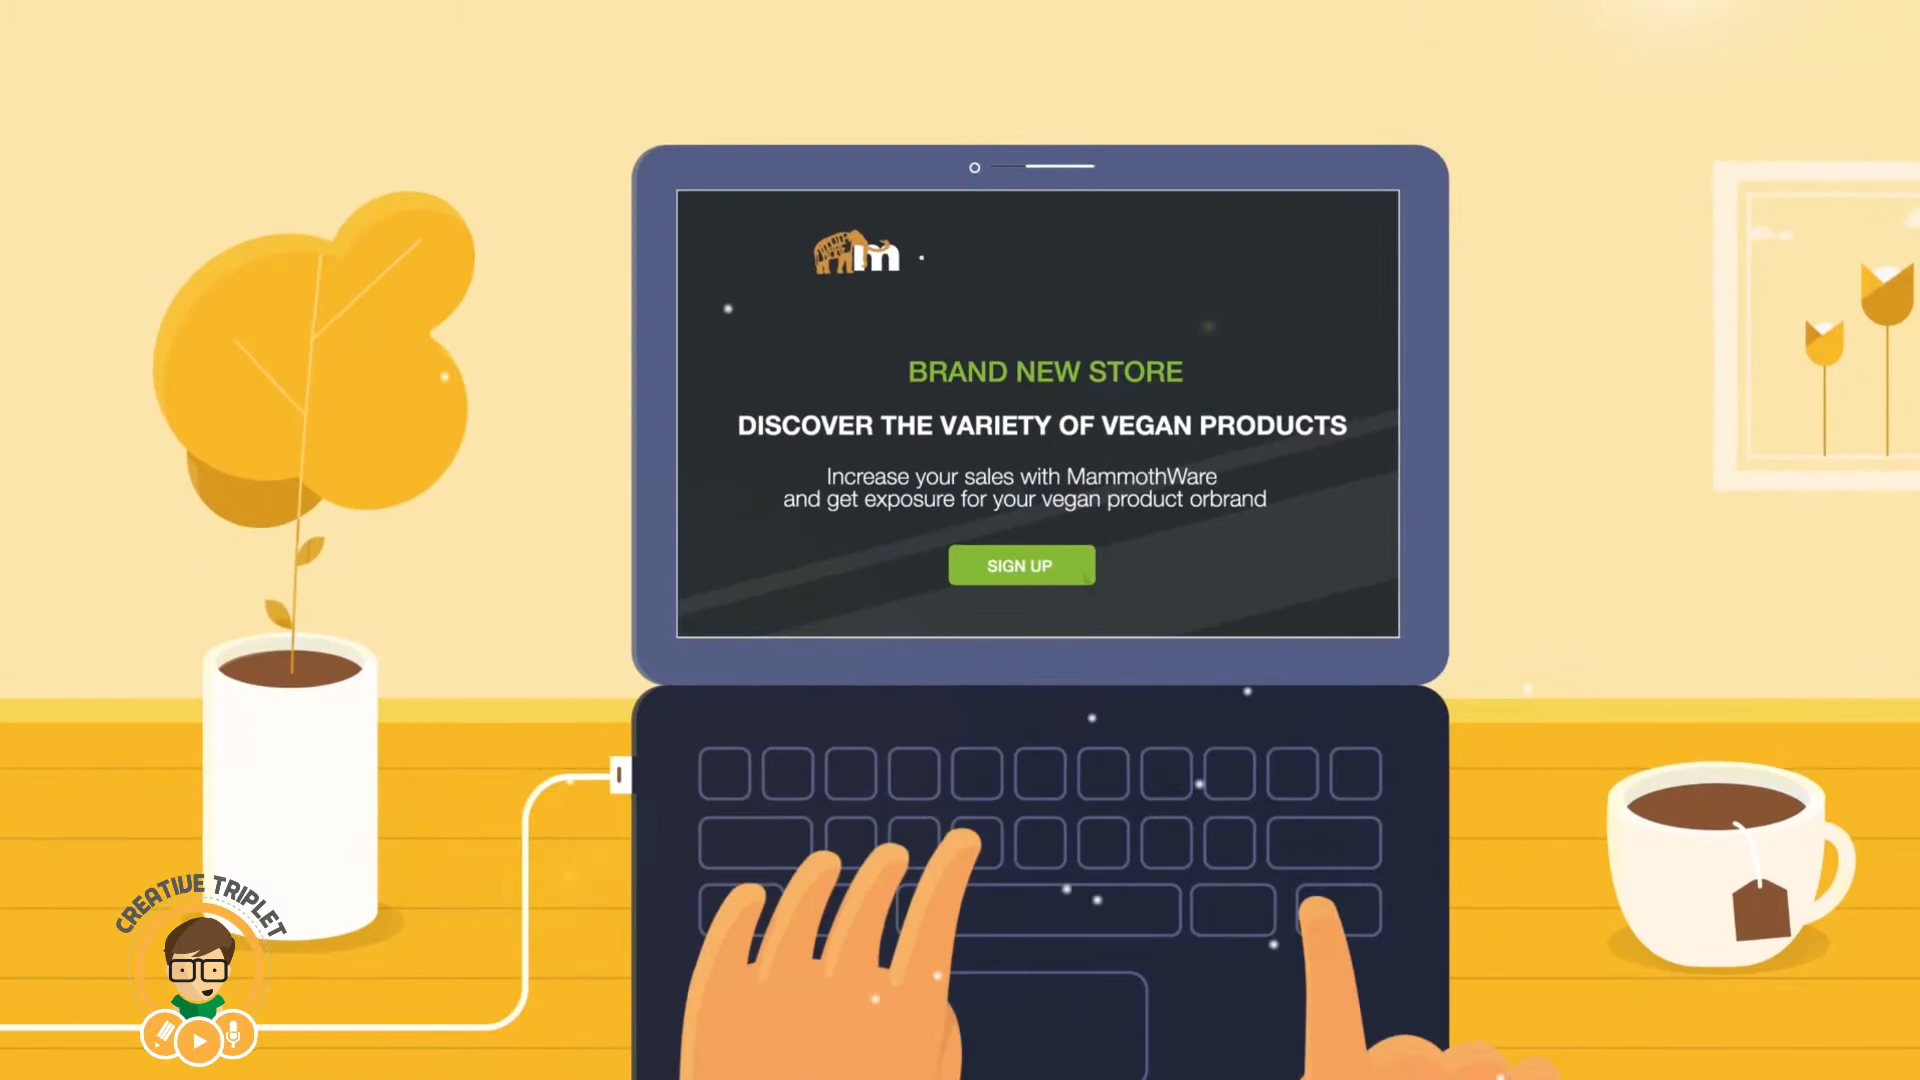 m
BRAND NEW STORE
DISCOVER THE VARIETY OF VEGAN PRODUCTS
Increase your sales with MammothWare
and get exposure for your vegan product orbrand
SIGN UP
CREATIVE TRIPLET